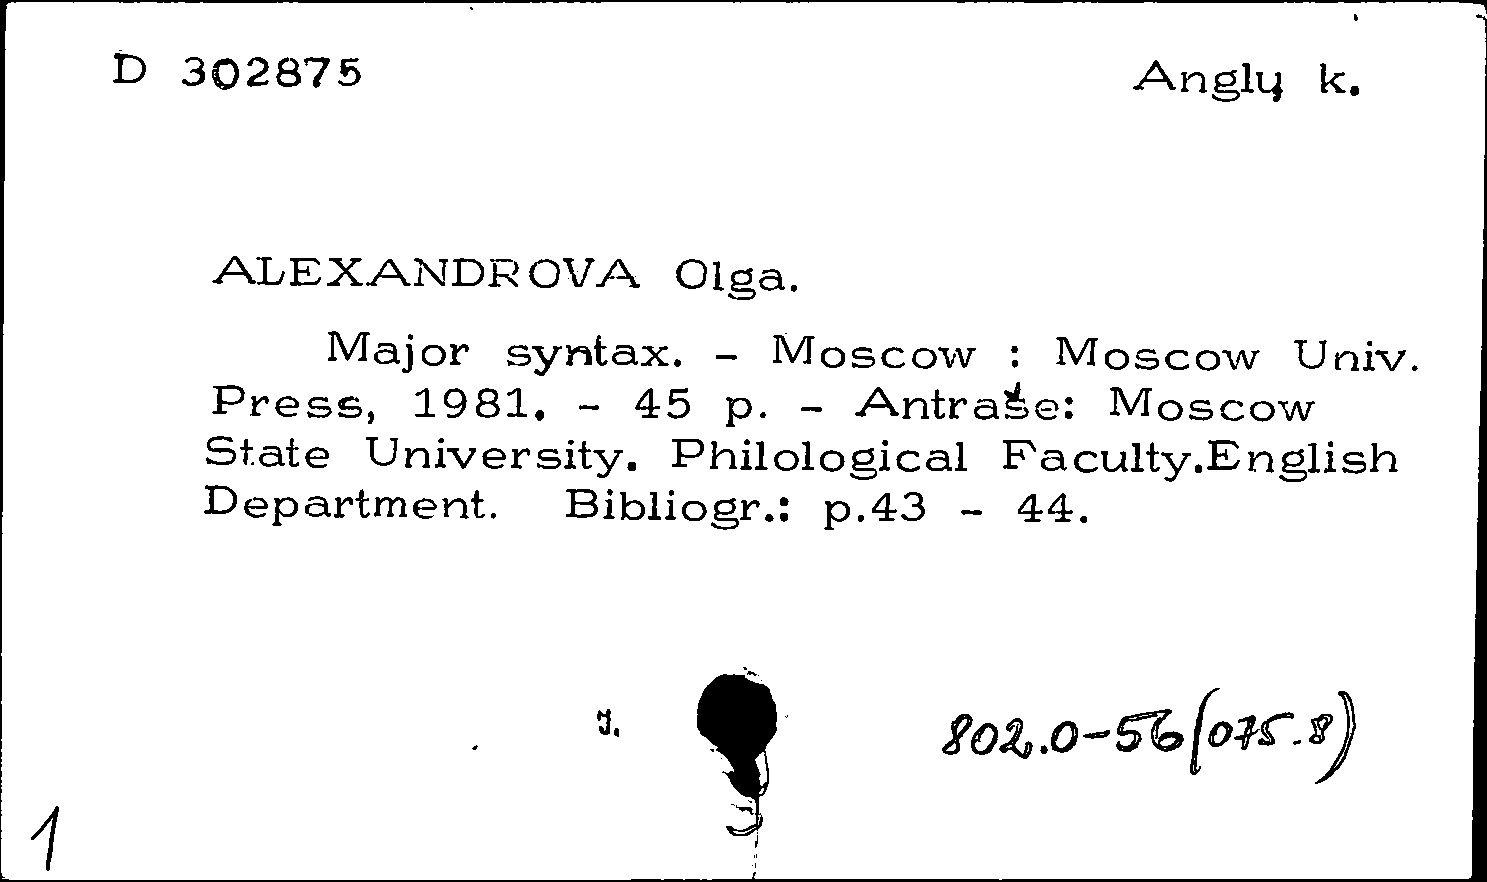 D 302875
Anglų k.
ALEXANDROVA Olga.
Major syntax. - Moscow : Moscow Univ.
Press, 1981. - 45 p. - Antrašė: Moscow
State University. Philological Faculty.English
Department. Bibliogr.: p.43 - 44.
802.0-56(075.8)
1